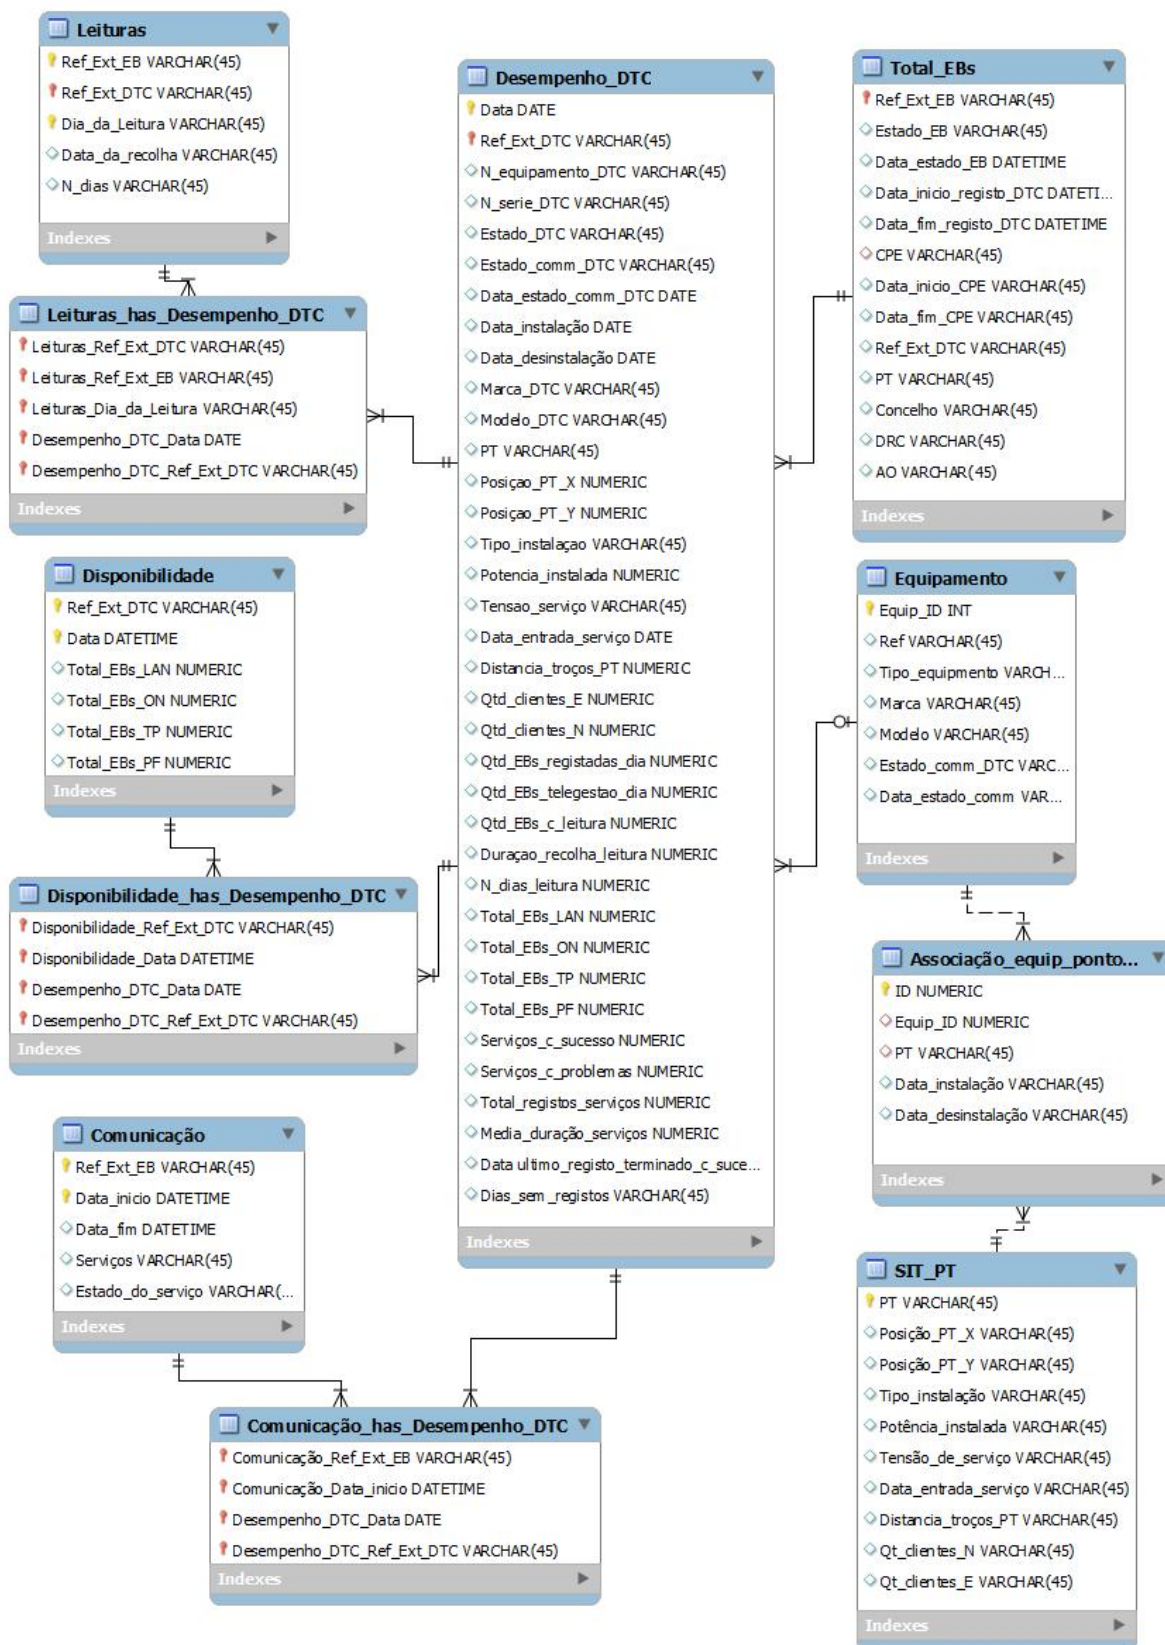 Leituras
Ref_Ext_EB VARCHAR(45)
Ref_Ext_DTC VARCHAR(45)
Dia_da_Leitura VARCHAR(45)
Data_da_recolha VARCHAR(45)
N_dias VARCHAR(45)
Indexes
Leituras_has_Desempenho_DTC
Leituras_Ref_Ext_DTC VARCHAR(45)
Leituras_Ref_Ext_EB VARCHAR(45)
Leituras_Dia_da_Leitura VARCHAR(45)
Desempenho_DTC_Data DATE
Desempenho_DTC_Ref_Ext_DTC VARCHAR(45)
Indexes
Disponibilidade
Ref_Ext_DTC VARCHAR(45)
Data DATETIME
Total_EBs_LAN NUMERIC
Total_EBs_ON NUMERIC
Total_EBs_TP NUMERIC
Total_EBs_PF NUMERIC
Indexes
Disponibilidade_has_Desempenho_DTC
Disponibilidade_Ref_Ext_DTC VARCHAR(45)
Disponibilidade_Data DATETIME
Desempenho_DTC_Data DATE
Desempenho_DTC_Ref_Ext_DTC VARCHAR(45)
Indexes
Comunicação
Ref_Ext_EB VARCHAR(45)
Data_inicio DATETIME
Data_fim DATETIME
Serviços VARCHAR(45)
Estado_do_serviço VARCHAR(...
Indexes
Comunicação_has_Desempenho_DTC
Comunicação_Ref_Ext_EB VARCHAR(45)
Comunicação_Data_inicio DATETIME
Desempenho_DTC_Data DATE
Desempenho_DTC_Ref_Ext_DTC VARCHAR(45)
Indexes
Desempenho_DTC
Data DATE
Ref_Ext_DTC VARCHAR(45)
N_equipamento_DTC VARCHAR(45)
N_serie_DTC VARCHAR(45)
Estado_DTC VARCHAR(45)
Estado_comm_DTC VARCHAR(45)
Data_estado_comm_DTC DATE
Data_instalação DATE
Data_desinstalação DATE
Marca_DTC VARCHAR(45)
Modelo_DTC VARCHAR(45)
PT VARCHAR(45)
Posiçao_PT_X NUMERIC
Posiçao_PT_Y NUMERIC
Tipo_instalaçao VARCHAR(45)
Potencia_instalada NUMERIC
Tensao_serviço VARCHAR(45)
Data_entrada_serviço DATE
Distancia_troços_PT NUMERIC
Qtd_clientes_E NUMERIC
Qtd_clientes_N NUMERIC
Qtd_EBs_registadas_dia NUMERIC
Qtd_EBs_telegestao_dia NUMERIC
Qtd_EBs_c_leitura NUMERIC
Duraçao_recolha_leitura NUMERIC
N_dias_leitura NUMERIC
Total_EBs_LAN NUMERIC
Total_EBs_ON NUMERIC
Total_EBs_TP NUMERIC
Total_EBs_PF NUMERIC
Serviços_c_sucesso NUMERIC
Serviços_c_problemas NUMERIC
Total_registos_serviços NUMERIC
Media_duração_serviços NUMERIC
Data ultimo_registo_terminado_c_suce...
Dias_sem_registos VARCHAR(45)
Indexes
Total_EBs
Ref_Ext_EB VARCHAR(45)
Estado_EB VARCHAR(45)
Data_estado_EB DATETIME
Data_inicio_registo_DTC DATETI...
Data_fim_registo_DTC DATETIME
CPE VARCHAR(45)
Data_inicio_CPE VARCHAR(45)
Data_fim_CPE VARCHAR(45)
Ref_Ext_DTC VARCHAR(45)
PT VARCHAR(45)
Concelho VARCHAR(45)
DRC VARCHAR(45)
AO VARCHAR(45)
Indexes
Equipamento
Equip_ID INT
Ref VARCHAR(45)
Tipo_equipmento VARCH...
Marca VARCHAR(45)
Modelo VARCHAR(45)
Estado_comm_DTC VARC...
Data_estado_comm VAR...
Indexes
Associação_equip_ponto...
ID NUMERIC
Equip_ID NUMERIC
PT VARCHAR(45)
Data_instalação VARCHAR(45)
Data_desinstalação VARCHAR(45)
Indexes
SIT_PT
PT VARCHAR(45)
Posição_PT_X VARCHAR(45)
Posição_PT_Y VARCHAR(45)
Tipo_instalação VARCHAR(45)
Potência_instalada VARCHAR(45)
Tensão_de_serviço VARCHAR(45)
Data_entrada_serviço VARCHAR(45)
Distancia_troços_PT VARCHAR(45)
Qt_clientes_N VARCHAR(45)
Qt_clientes_E VARCHAR(45)
Indexes